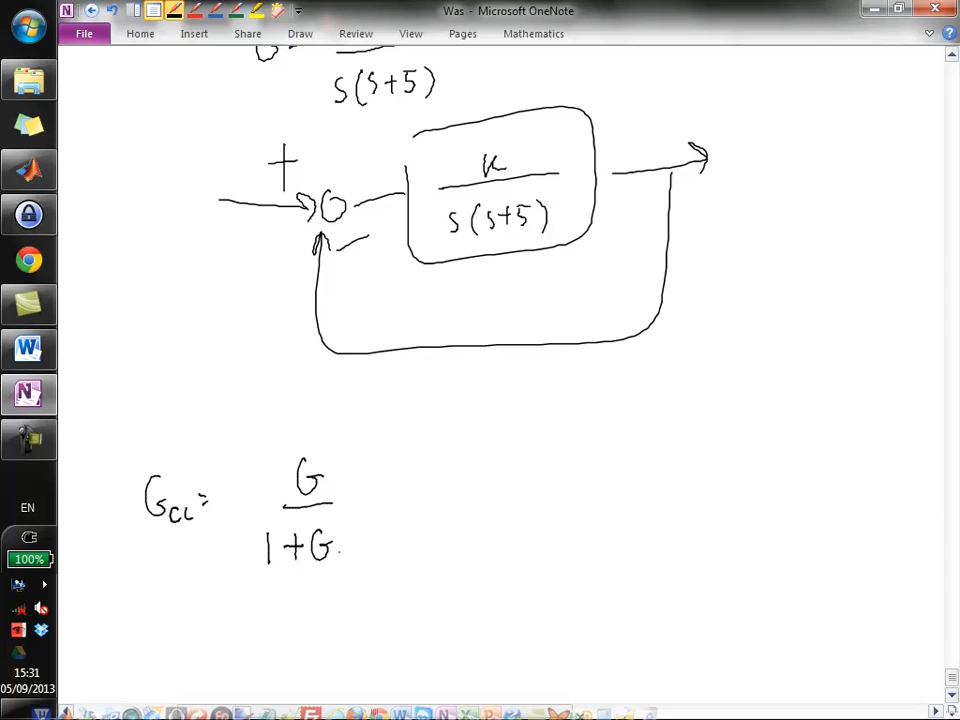 Was - Microsoft OneNote
File Home Insert Share Draw Review View Pages Mathematics
s(s+5)
+
K
s(s+5)
-
G_CL = G
1+G
EN
100%
15:31
05/09/2013